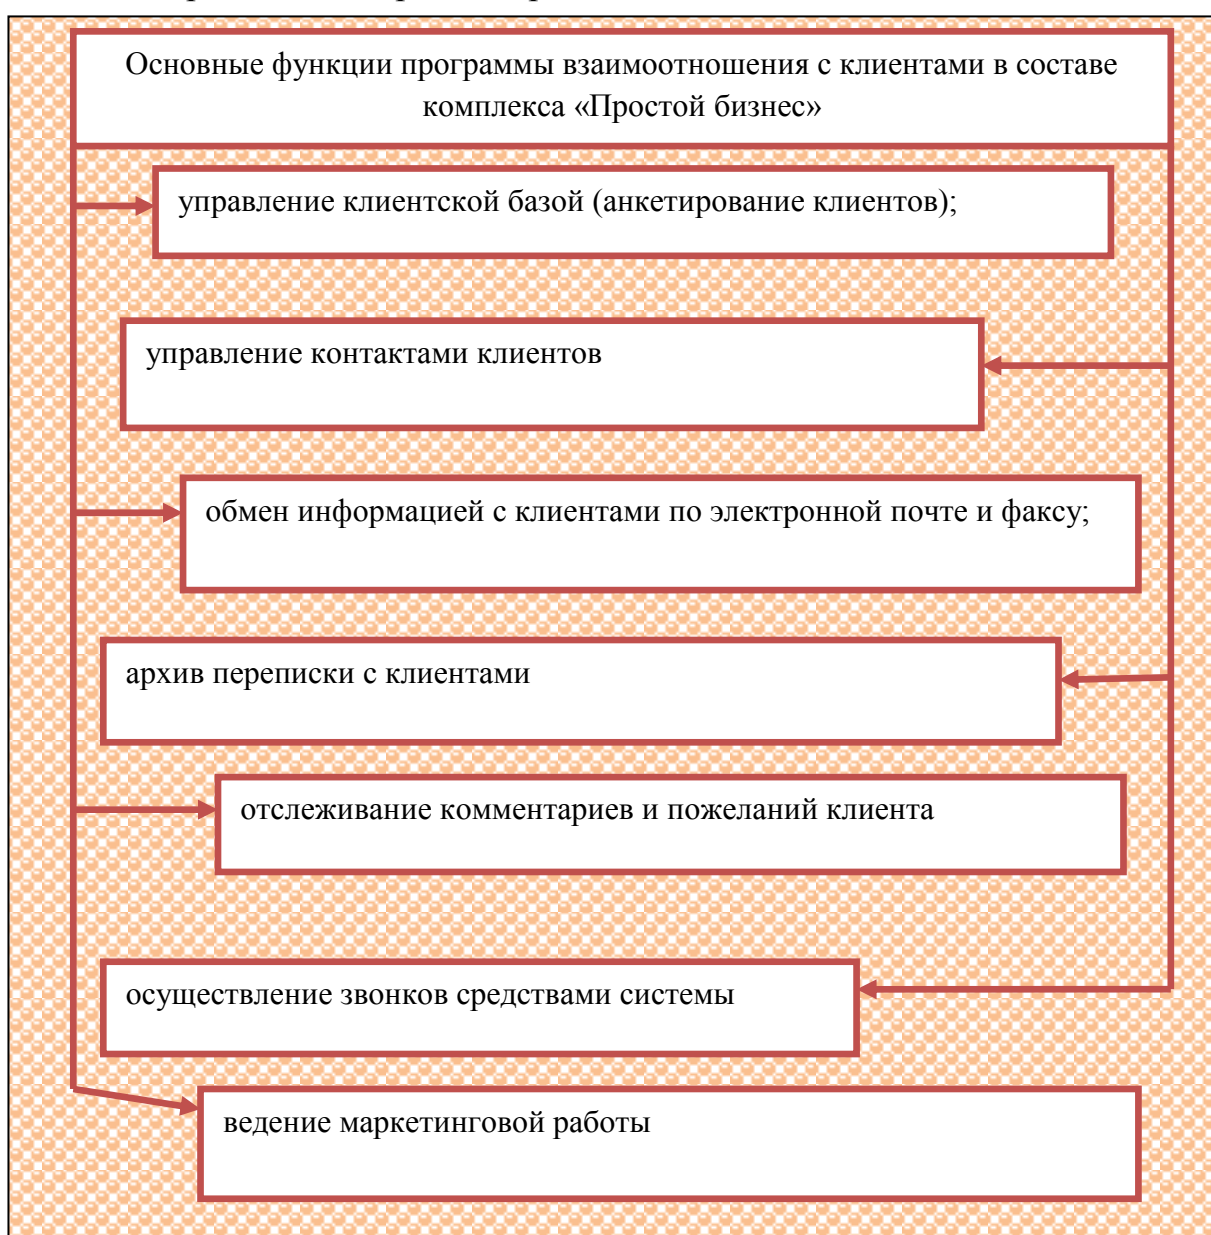 Основные функции программы взаимоотношения с клиентами в составе
комплекса «Простой бизнес»
управление клиентской базой (анкетирование клиентов);
управление контактами клиентов
обмен информацией с клиентами по электронной почте и факсу;
архив переписки с клиентами
отслеживание комментариев и пожеланий клиента
осуществление звонков средствами системы
ведение маркетинговой работы